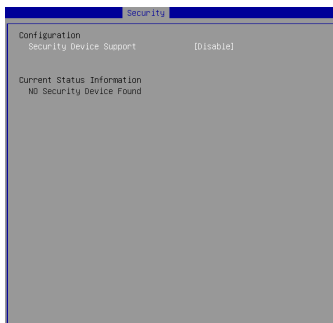 Security
Configuration
Security Device Support [Disable]
Current Status Information
NO Security Device Found